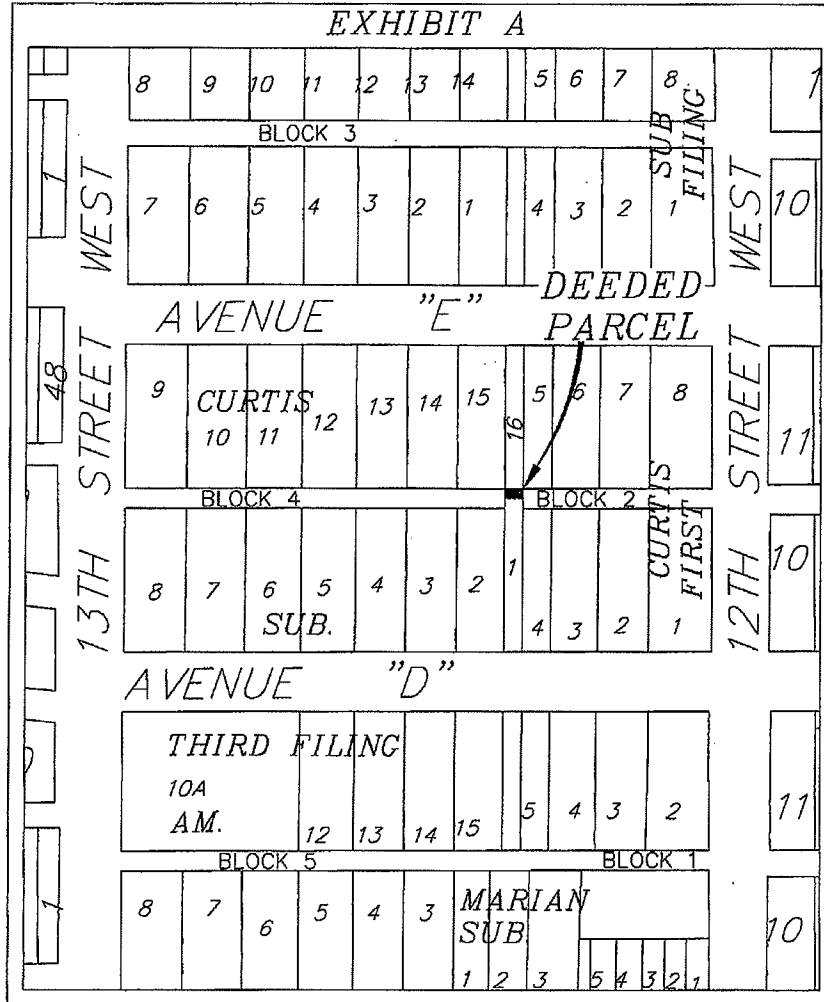 EXHIBIT A
8 9 10 11 12 13 14 5 6 7 8 1
BLOCK 3
SUB FILING
1 7 6 5 4 3 2 1 4 3 2 1 10
WEST WEST
AVENUE "E"
DEEDED
PARCEL
48
STREET STREET
9 10 11 12 13 14 15 16 5 6 7 8 11
CURTIS
BLOCK 4 BLOCK 2
CURTIS
FIRST
8 7 6 5 4 3 2 1 4 3 2 1 10
SUB.
13TH 12TH
AVENUE "D"
THIRD FILING
10A
AM.
12 13 14 15 5 4 3 2 11
BLOCK 5 BLOCK 1
1 8 7 6 5 4 3
MARIAN
SUB
1 2 3 5 4 3 2 1 10